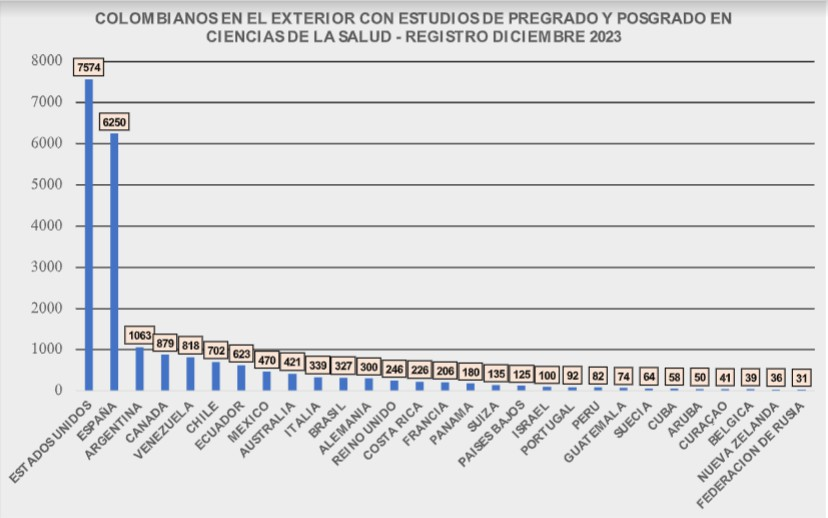 COLOMBIANOS EN EL EXTERIOR CON ESTUDIOS DE PREGRADO Y POSGRADO EN
CIENCIAS DE LA SALUD - REGISTRO DICIEMBRE 2023
8000
7000
6000
5000
4000
3000
2000
1000
0
7574
6250
1063
879
818
702
623
470
421
339
327
300
246
226
206
180
135
125
100
92
82
74
64
58
50
41
39
36
31
ESTADOS UNIDOS
ESPAÑA
ARGENTINA
CANADA
VENEZUELA
CHILE
ECUADOR
MEXICO
AUSTRALIA
ITALIA
BRASIL
ALEMANIA
REINO UNIDO
COSTA RICA
FRANCIA
PANAMA
SUIZA
PAISES BAJOS
ISRAEL
PORTUGAL
PERU
GUATEMALA
SUECIA
CUBA
ARUBA
CURAÇAO
BELGICA
NUEVA ZELANDA
FEDERACION DE RUSIA